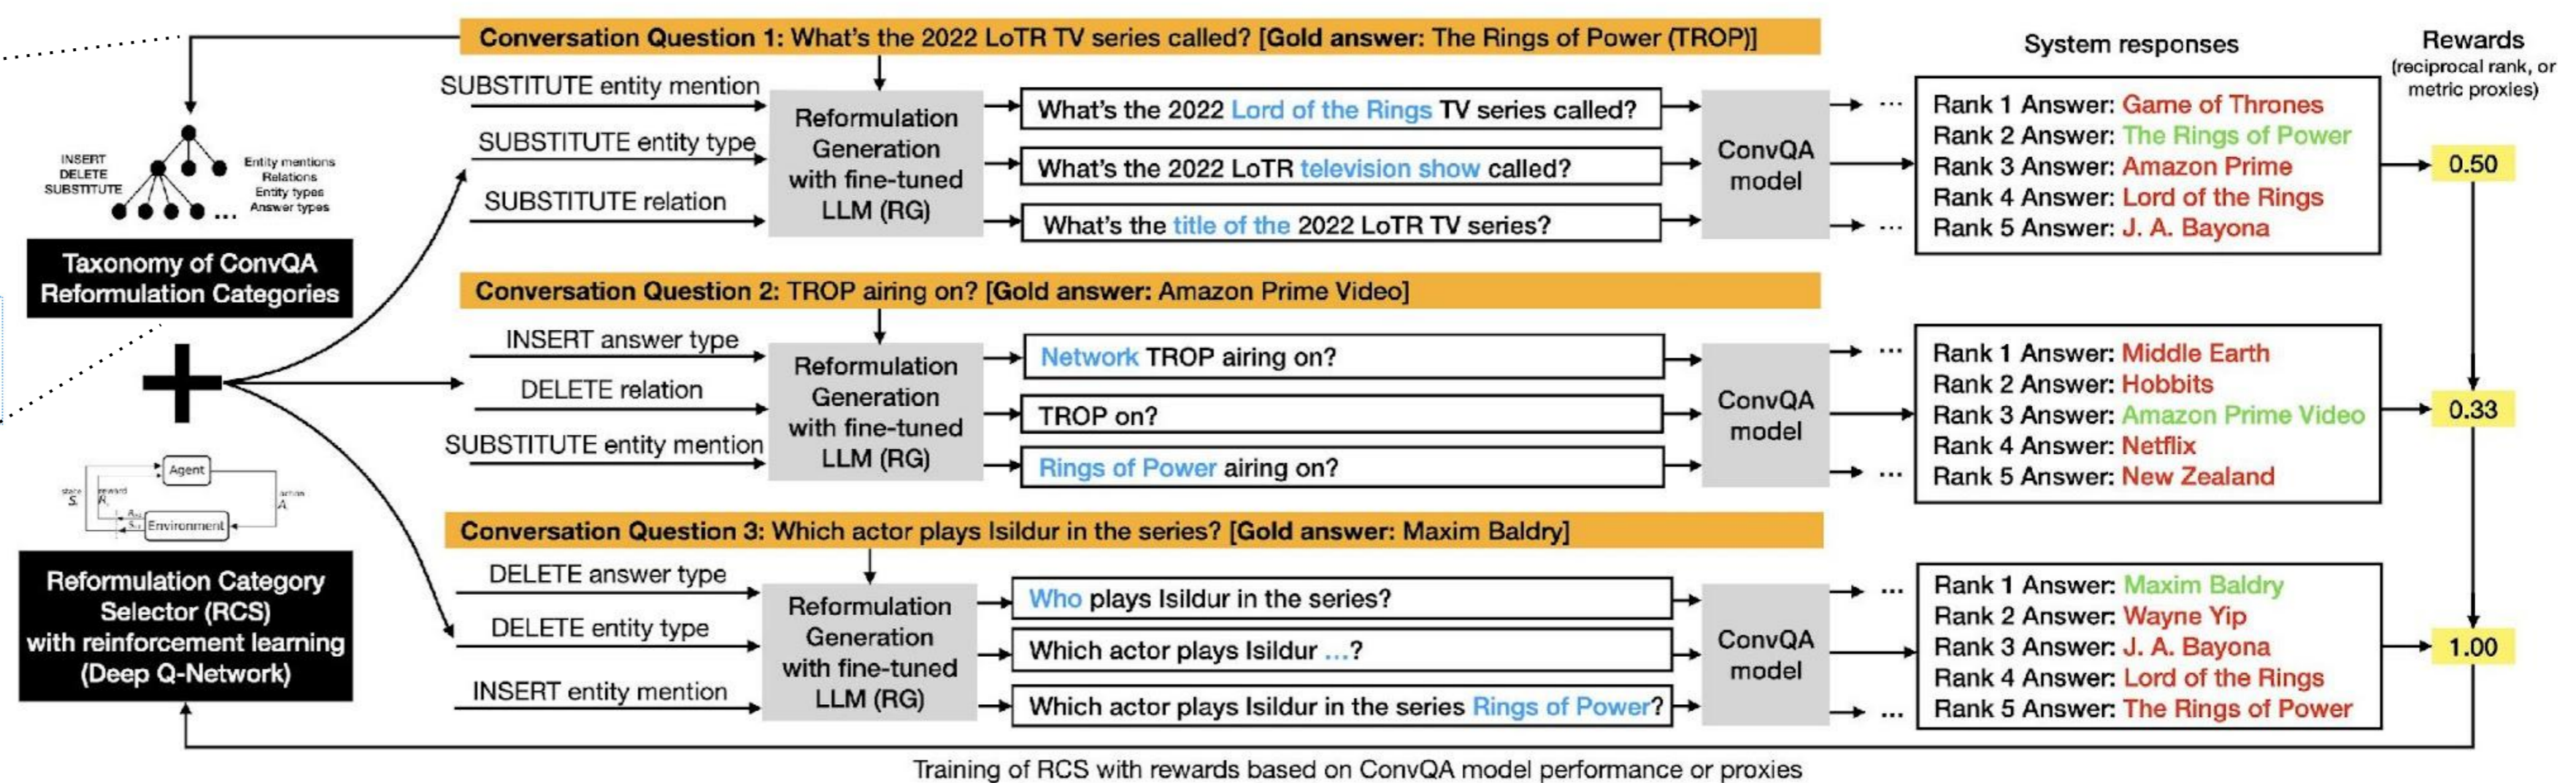 Conversation Question 1: What's the 2022 LoTR TV series called? [Gold answer: The Rings of Power (TROP)]
System responses
Rewards
(reciprocal rank, or
metric proxies)
INSERT
DELETE
SUBSTITUTE
Entity mentions
Relations
Entity types
Answer types
...
Taxonomy of ConvQA
Reformulation Categories
SUBSTITUTE entity mention
SUBSTITUTE entity type
SUBSTITUTE relation
Reformulation
Generation
with fine-tuned
LLM (RG)
What's the 2022 Lord of the Rings TV series called?
What's the 2022 LoTR television show called?
What's the title of the 2022 LoTR TV series?
ConvQA
model
...
...
Rank 1 Answer: Game of Thrones
Rank 2 Answer: The Rings of Power
Rank 3 Answer: Amazon Prime
Rank 4 Answer: Lord of the Rings
Rank 5 Answer: J. A. Bayona
0.50
Conversation Question 2: TROP airing on? [Gold answer: Amazon Prime Video]
INSERT answer type
DELETE relation
SUBSTITUTE entity mention
Reformulation
Generation
with fine-tuned
LLM (RG)
Network TROP airing on?
TROP on?
Rings of Power airing on?
ConvQA
model
...
...
Rank 1 Answer: Middle Earth
Rank 2 Answer: Hobbits
Rank 3 Answer: Amazon Prime Video
Rank 4 Answer: Netflix
Rank 5 Answer: New Zealand
0.33
Agent
state
reward
action
Environment
Reformulation Category
Selector (RCS)
with reinforcement learning
(Deep Q-Network)
Conversation Question 3: Which actor plays Isildur in the series? [Gold answer: Maxim Baldry]
DELETE answer type
DELETE entity type
INSERT entity mention
Reformulation
Generation
with fine-tuned
LLM (RG)
Who plays Isildur in the series?
Which actor plays Isildur ...?
Which actor plays Isildur in the series Rings of Power?
ConvQA
model
...
...
Rank 1 Answer: Maxim Baldry
Rank 2 Answer: Wayne Yip
Rank 3 Answer: J. A. Bayona
Rank 4 Answer: Lord of the Rings
Rank 5 Answer: The Rings of Power
1.00
Training of RCS with rewards based on ConvQA model performance or proxies